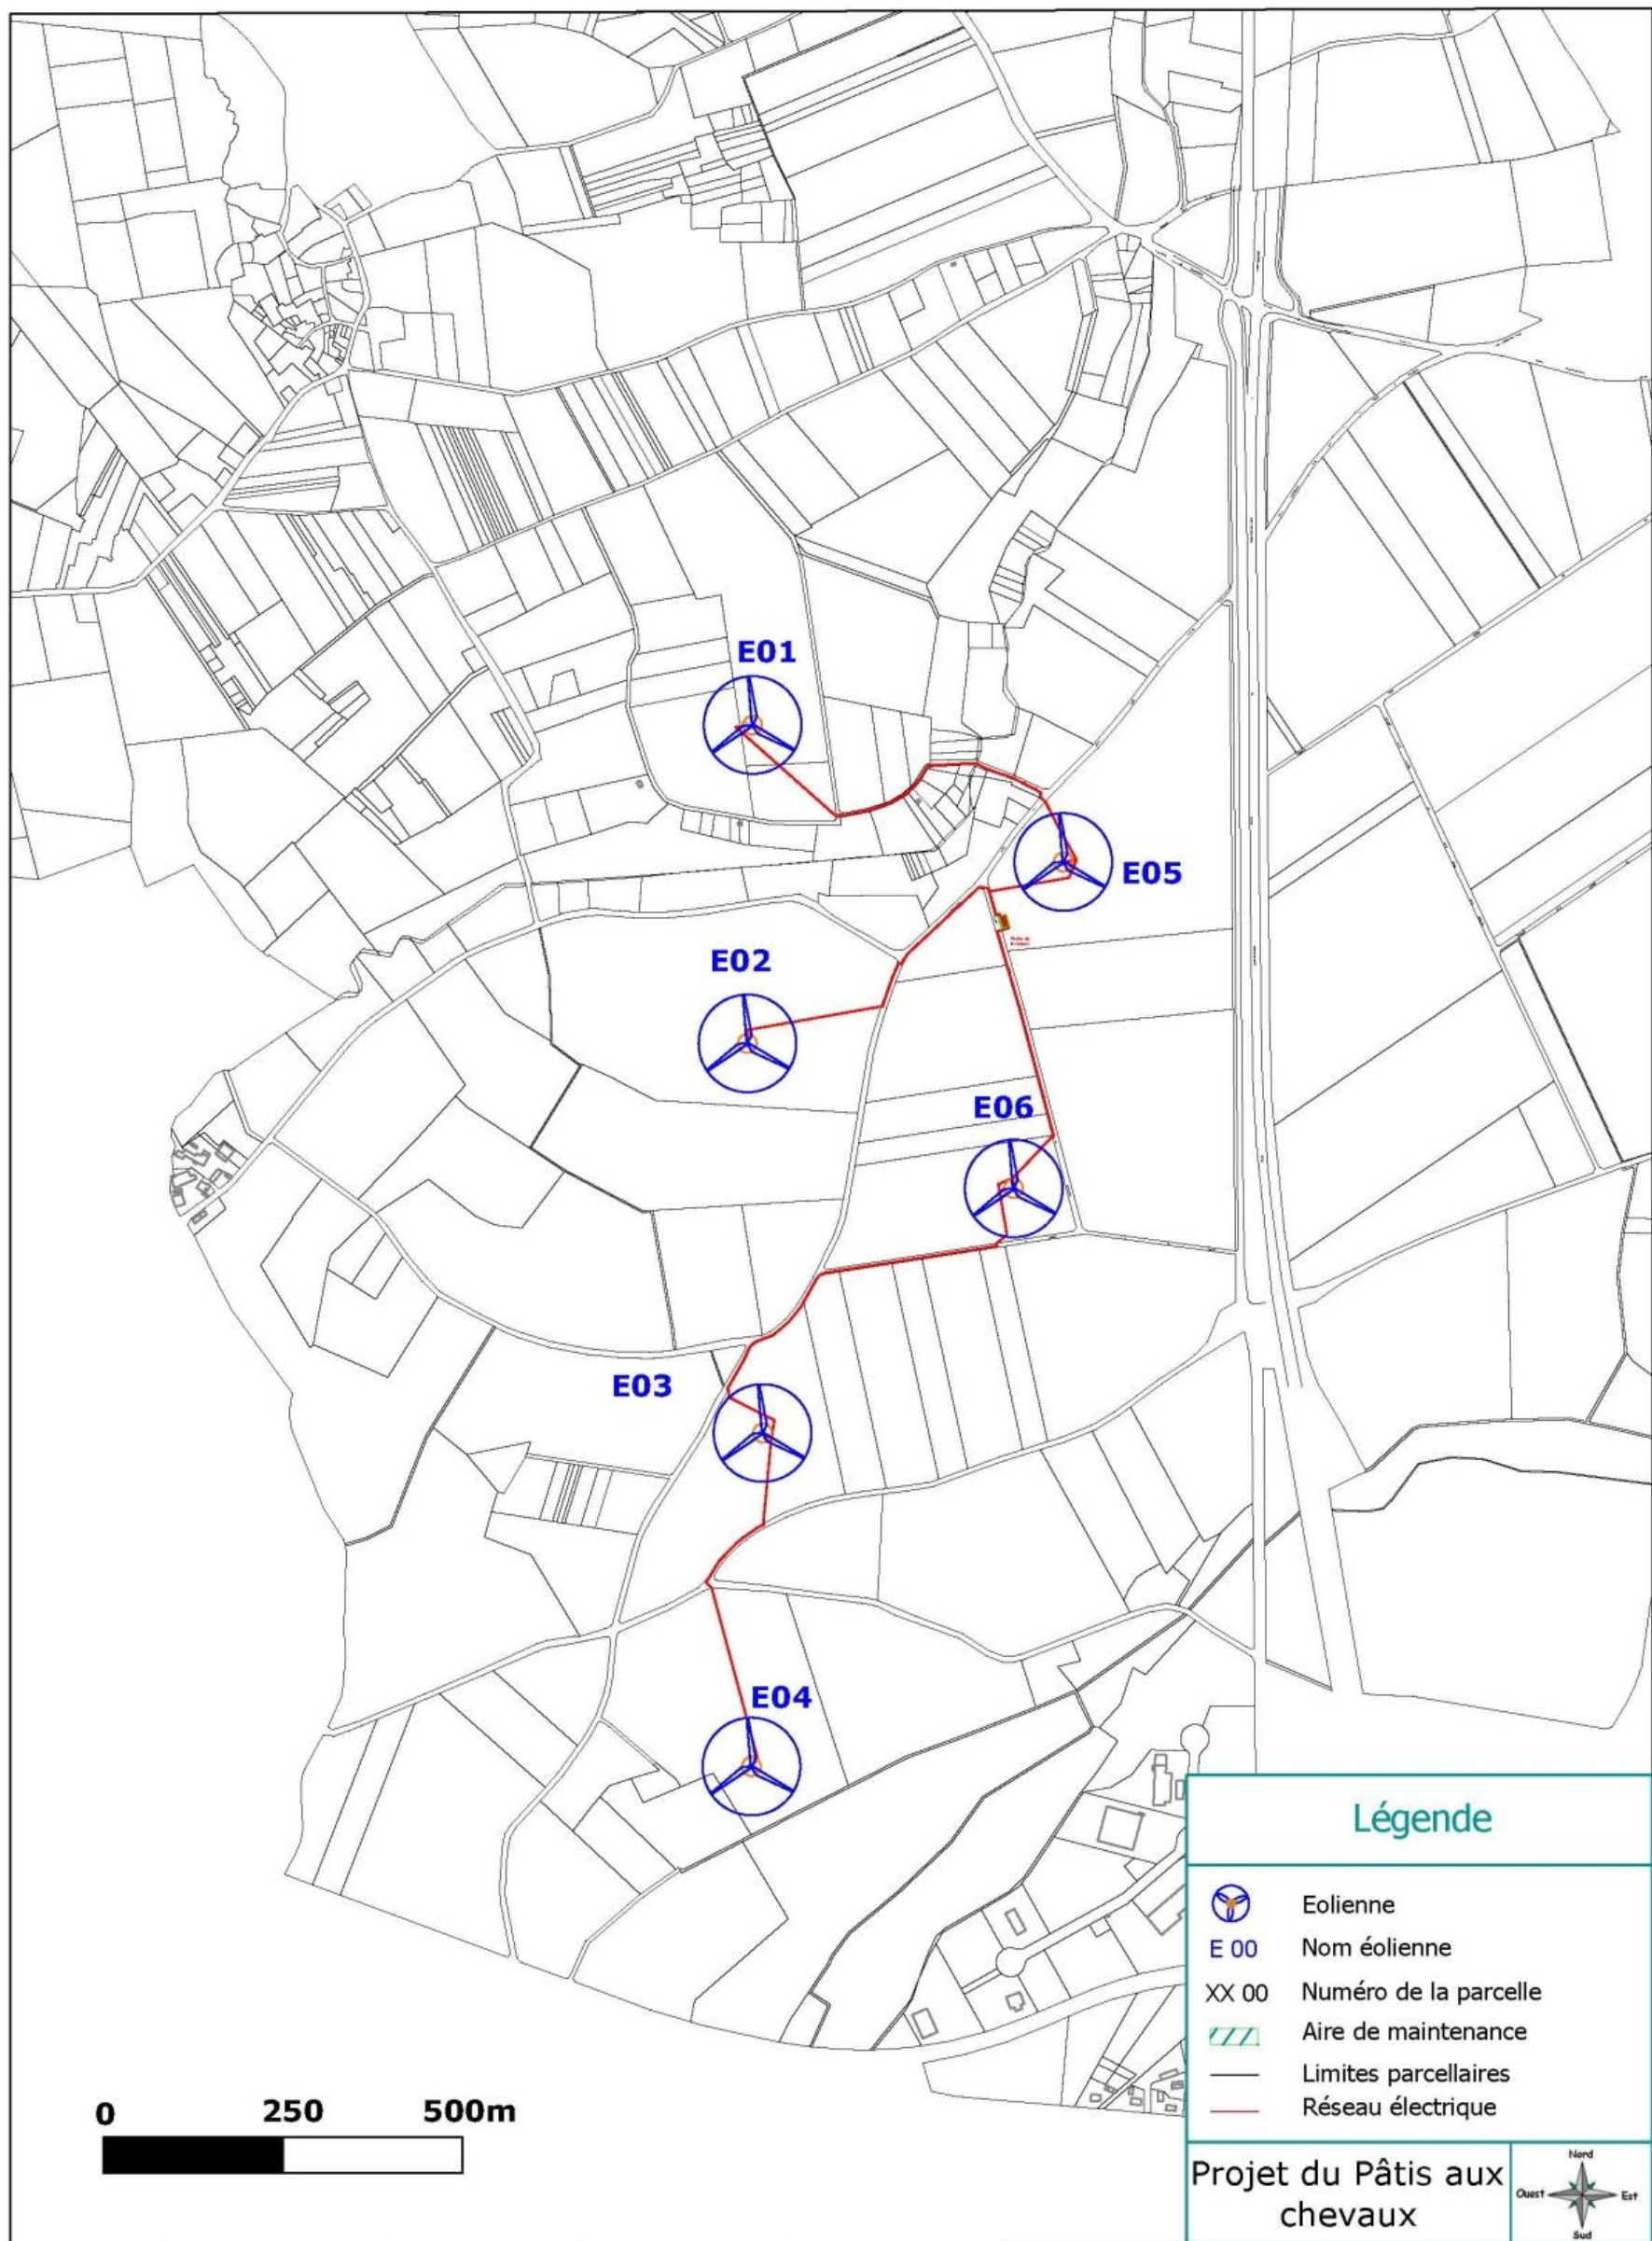 E01
E05
E02
E06
E03
E04
Légende
Eolienne
E 00 Nom éolienne
XX 00 Numéro de la parcelle
Aire de maintenance
Limites parcellaires
Réseau électrique
0 250 500m
Projet du Pâtis aux
chevaux
Nord
Ouest Est
Sud